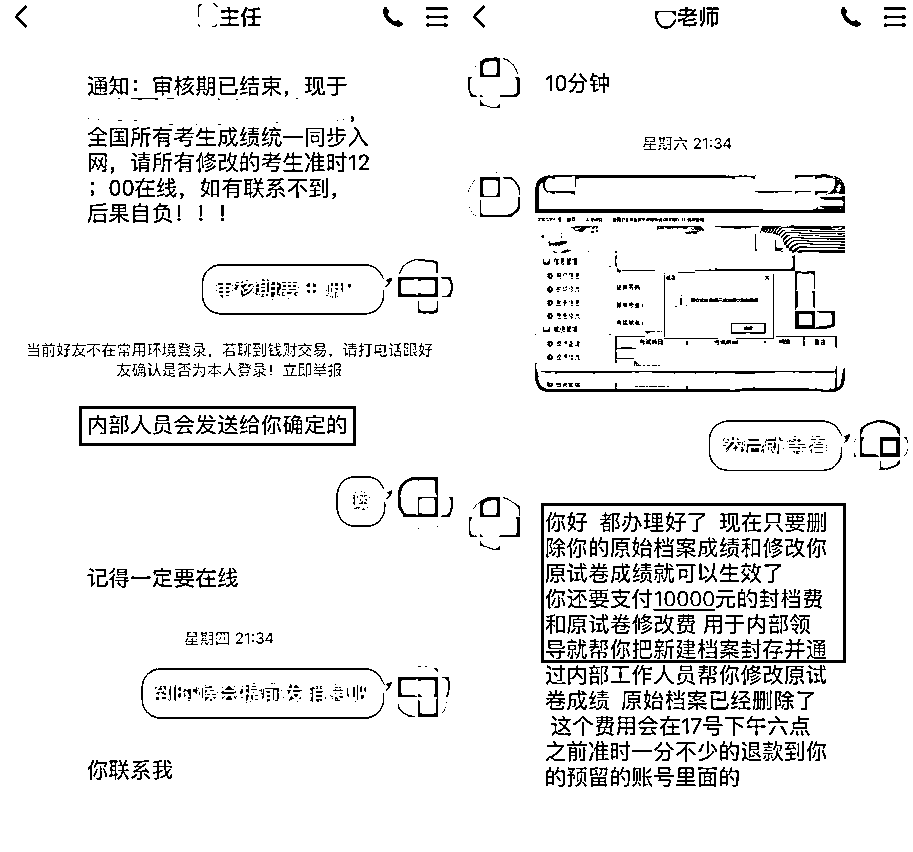 主任
通知：审核期已结束，现于
全国所有考生成绩统一同步入
网，请所有修改的考生准时12
；00在线，如有联系不到，
后果自负！！！
当前好友不在常用环境登录，若聊到钱财交易，请打电话跟好
友确认是否为本人登录！立即举报
内部人员会发送给你确定的
记得一定要在线
星期四 21:34
你联系我
老师
10分钟
星期六 21:34
你好 都办理好了 现在只要删
除你的原始档案成绩和修改你
原试卷成绩就可以生效了
你还要支付10000元的封档费
和原试卷修改费 用于内部领
导就帮你把新建档案封存并通
过内部工作人员帮你修改原试
卷成绩 原始档案已经删除了
这个费用会在17号下午六点
之前准时一分不少的退款到你
的预留的账号里面的